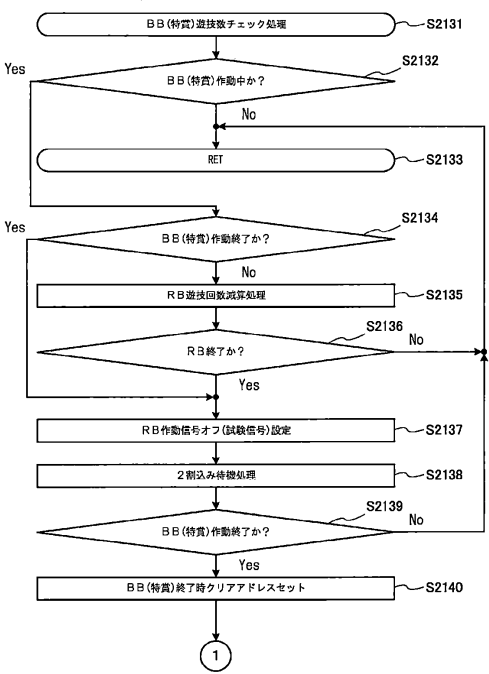 BB(特賞)遊技数チェック処理
S2131
S2132
Yes
BB(特賞)作動中か?
No
RET
S2133
S2134
Yes
BB(特賞)作動終了か?
No
RB遊技回数減算処理
S2135
S2136
No
RB終了か?
Yes
RB作動信号オフ(試験信号)設定
S2137
2割込み待機処理
S2138
S2139
No
BB(特賞)作動終了か?
Yes
BB(特賞)終了時クリアアドレスセット
S2140
1